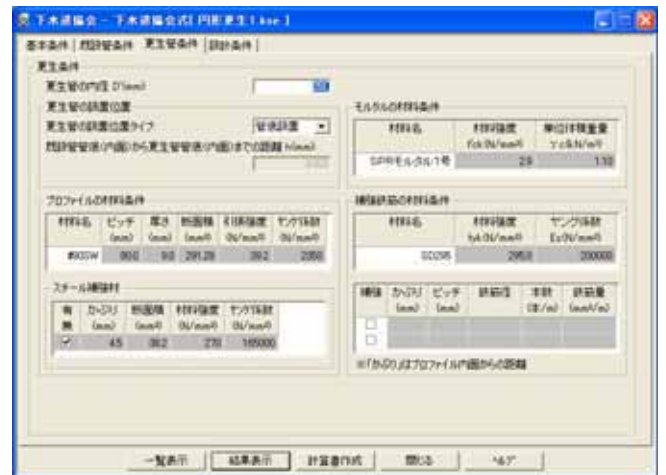 下水道協会 - 下水道協会式[ 円形更生1.kse ]
基本条件 既設管条件 更生管条件 設計条件
更生条件
更生管の内径 D'(mm)
更生管の設置位置
更生管の設置位置タイプ 管底設置
既設管管底(内面)から更生管管底(内面)までの距離 h(mm)
モルタルの材料条件
材料名 材料強度 単位体積重量
SPRモルタル1号
プロファイルの材料条件
材料名 ピッチ 厚さ 断面積 引張強度 ヤング係数
(mm) (mm) (mm²) (N/mm²) (N/mm²)
#90SW 90.0 9.0 291.28 39.2
スチール補強材
有無 かぶり 断面積 材料強度 ヤング係数
(mm) (mm²) (N/mm²) (N/mm²)
4.5 270 165000
補強鉄筋の材料条件
材料名 材料強度 ヤング係数
SD295 295.0 200000
補強 かぶり ピッチ 鉄筋径 本数 鉄筋量
(mm) (mm) (本/m) (mm²/m)
※「かぶり」はプロファイル内面からの距離
一覧表示 結果表示 計算書作成 閉じる ヘルプ